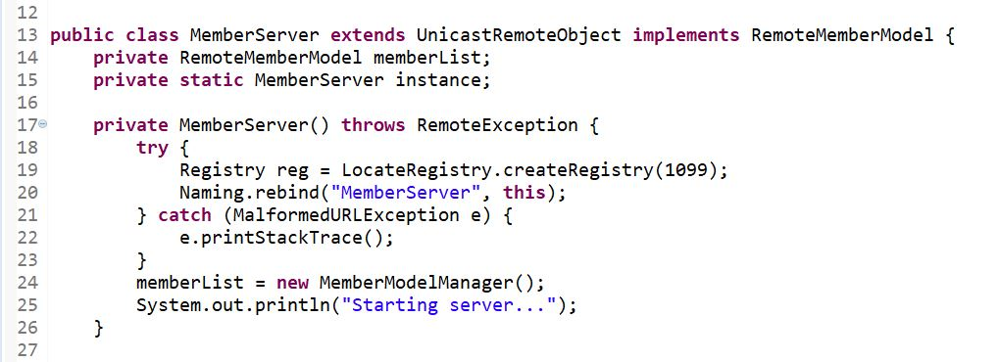 12
13 public class MemberServer extends UnicastRemoteObject implements RemoteMemberModel {
14     private RemoteMemberModel memberList;
15     private static MemberServer instance;
16
17     private MemberServer() throws RemoteException {
18         try {
19             Registry reg = LocateRegistry.createRegistry(1099);
20             Naming.rebind("MemberServer", this);
21         } catch (MalformedURLException e) {
22             e.printStackTrace();
23         }
24         memberList = new MemberModelManager();
25         System.out.println("Starting server...");
26     }
27